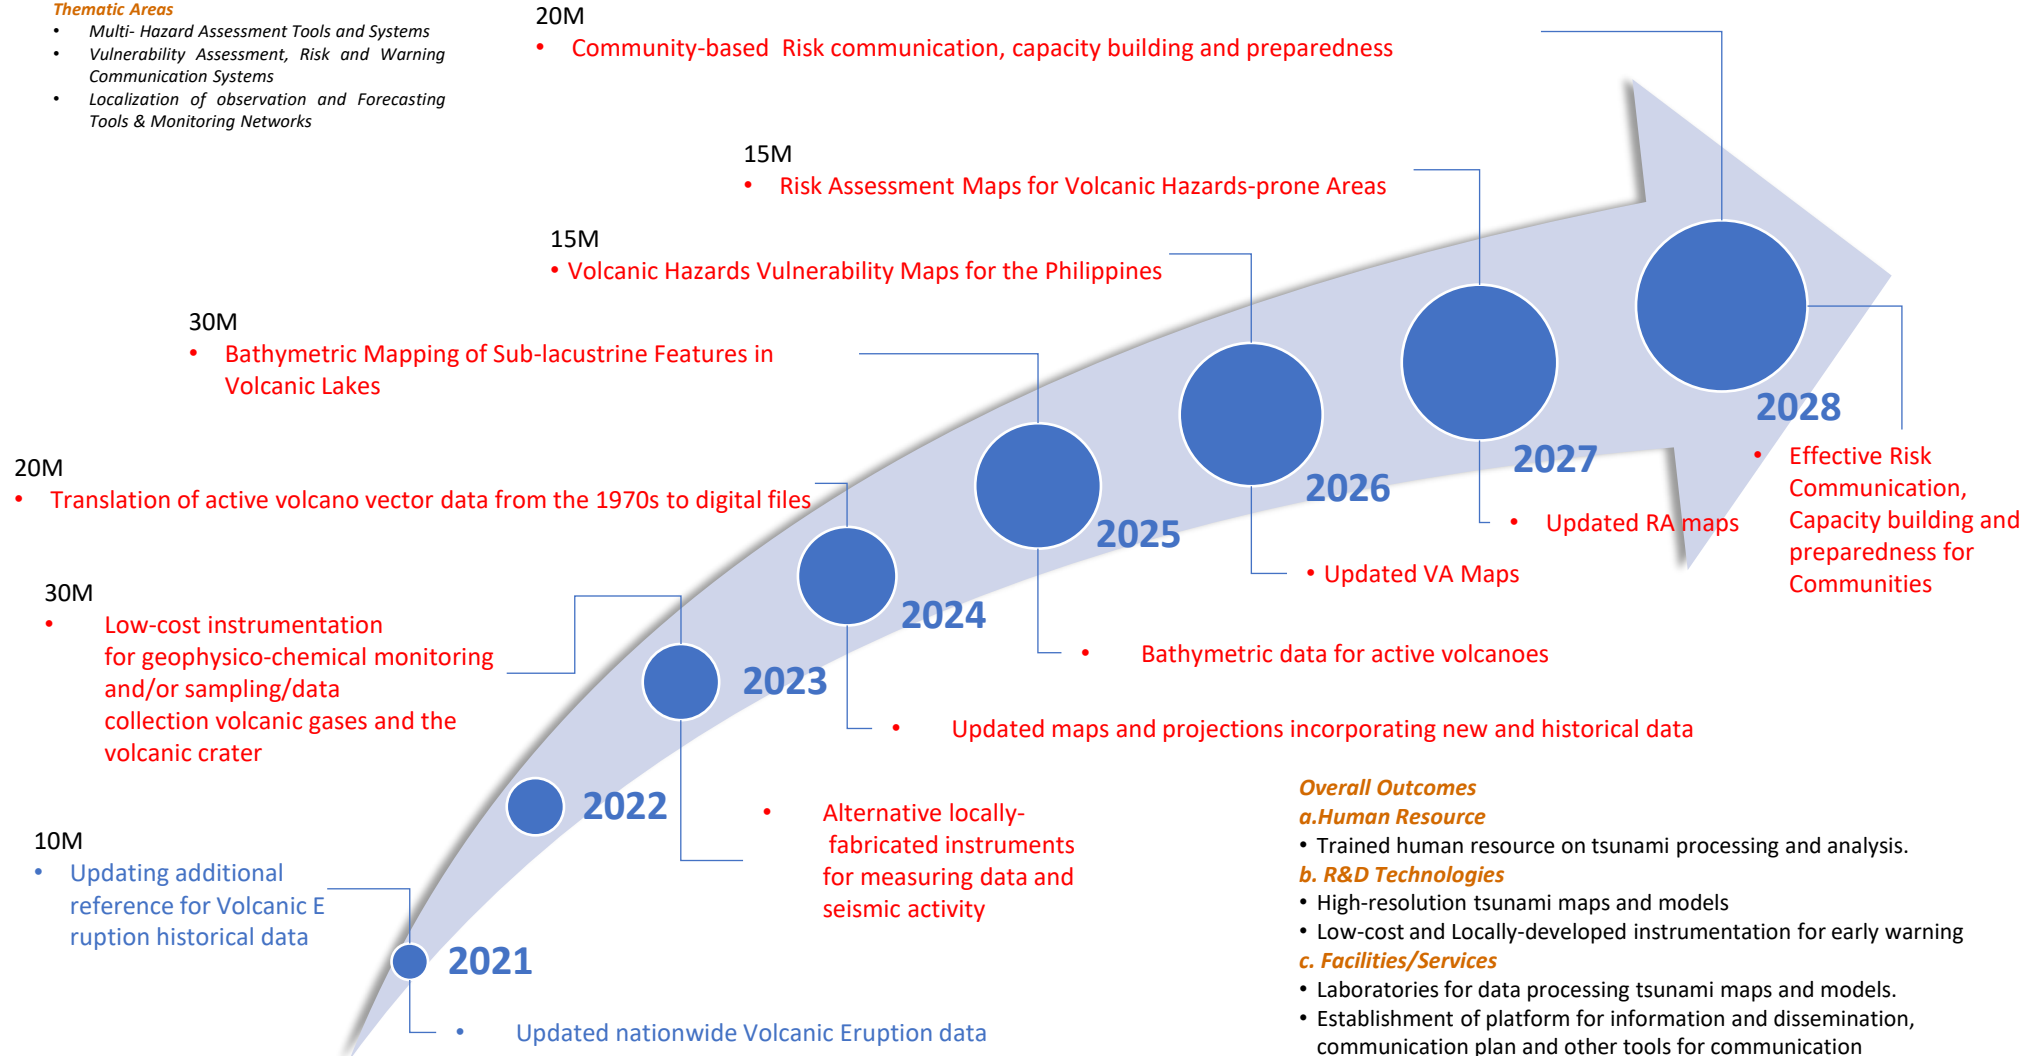 Thematic Areas
• Multi- Hazard Assessment Tools and Systems
• Vulnerability Assessment, Risk and Warning
Communication Systems
• Localization of observation and Forecasting
Tools & Monitoring Networks
20M
• Community-based Risk communication, capacity building and preparedness
15M
• Risk Assessment Maps for Volcanic Hazards-prone Areas
15M
• Volcanic Hazards Vulnerability Maps for the Philippines
30M
• Bathymetric Mapping of Sub-lacustrine Features in
Volcanic Lakes
20M
• Translation of active volcano vector data from the 1970s to digital files
30M
• Low-cost instrumentation
for geophysico-chemical monitoring
and/or sampling/data
collection volcanic gases and the
volcanic crater
10M
• Updating additional
reference for Volcanic E
ruption historical data
2021
2022
2023
2024
2025
2026
2027
2028
• Updated nationwide Volcanic Eruption data
• Alternative locally-
fabricated instruments
for measuring data and
seismic activity
• Updated maps and projections incorporating new and historical data
• Bathymetric data for active volcanoes
• Updated VA Maps
• Updated RA maps
• Effective Risk
Communication,
Capacity building and
preparedness for
Communities
Overall Outcomes
a.Human Resource
• Trained human resource on tsunami processing and analysis.
b. R&D Technologies
• High-resolution tsunami maps and models
• Low-cost and Locally-developed instrumentation for early warning
c. Facilities/Services
• Laboratories for data processing tsunami maps and models.
• Establishment of platform for information and dissemination,
communication plan and other tools for communication